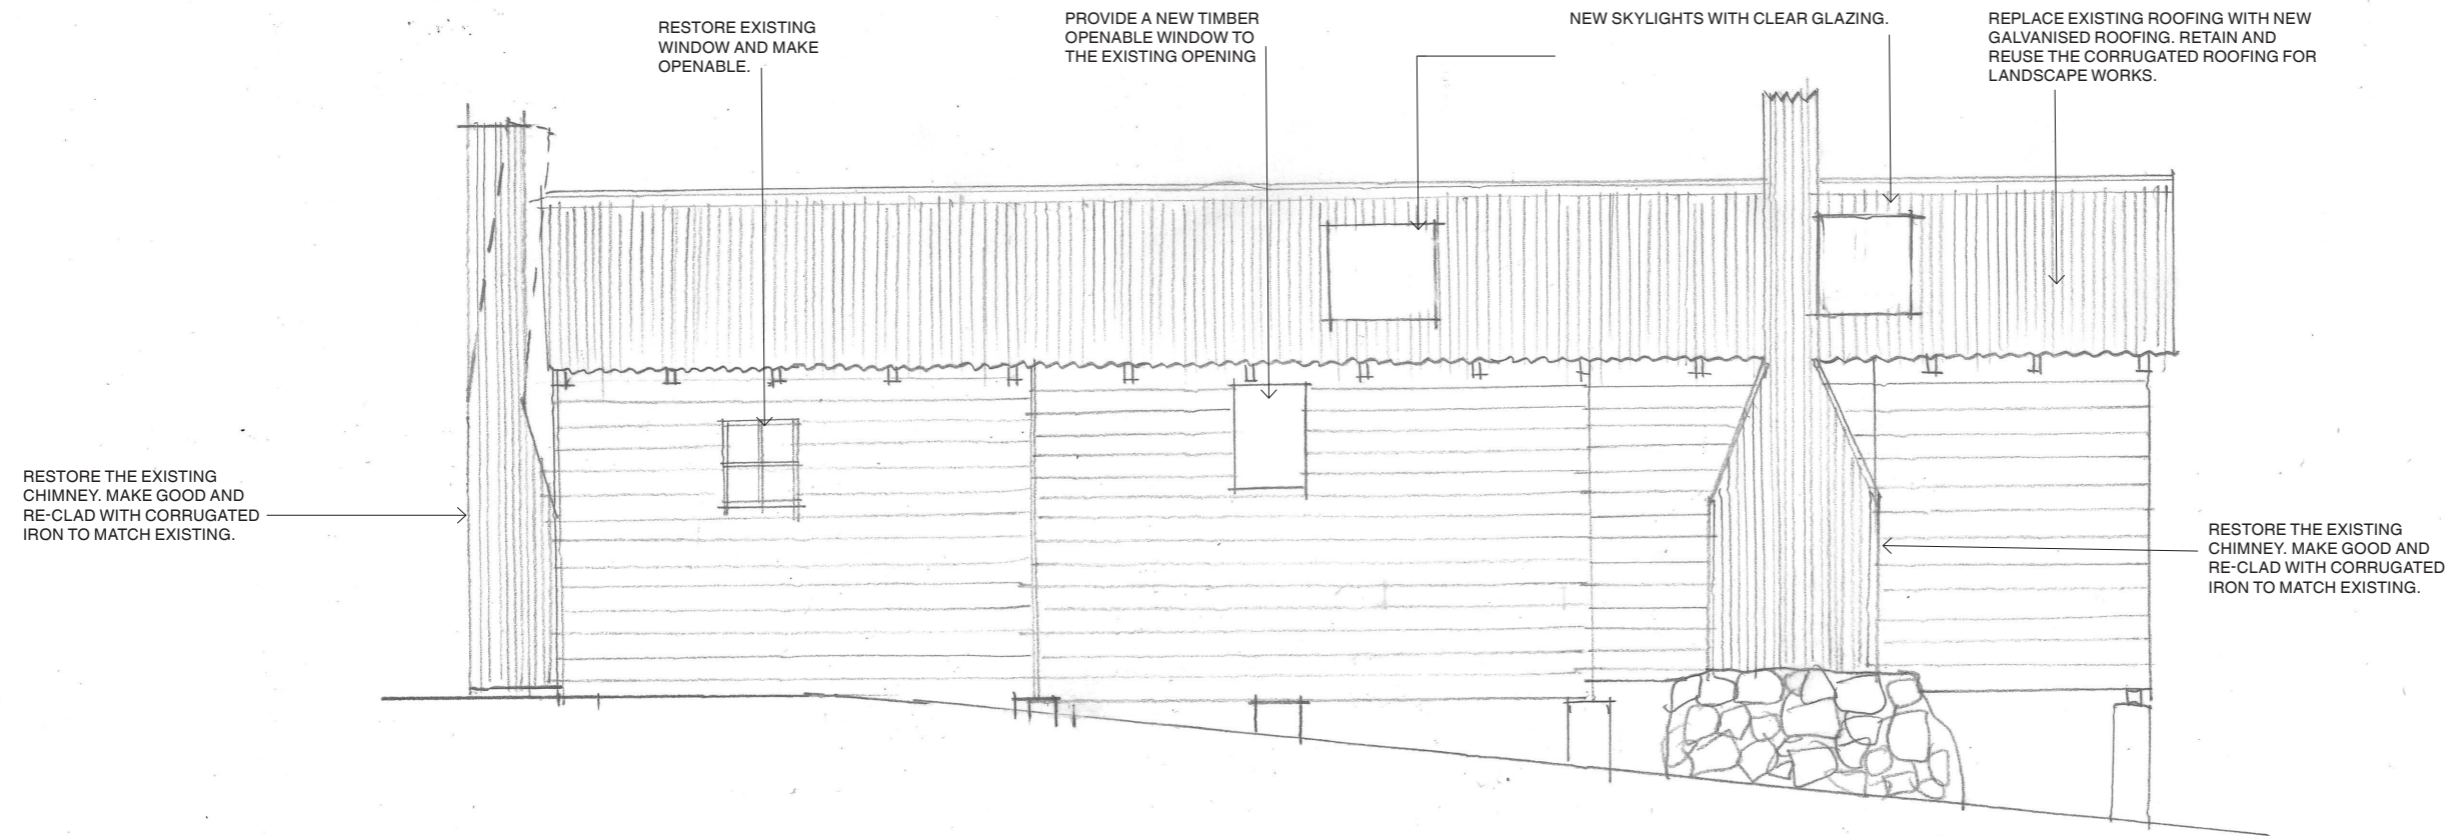 RESTORE EXISTING
WINDOW AND MAKE
OPENABLE.
PROVIDE A NEW TIMBER
OPENABLE WINDOW TO
THE EXISTING OPENING
NEW SKYLIGHTS WITH CLEAR GLAZING.
REPLACE EXISTING ROOFING WITH NEW
GALVANISED ROOFING. RETAIN AND
REUSE THE CORRUGATED ROOFING FOR
LANDSCAPE WORKS.
RESTORE THE EXISTING
CHIMNEY. MAKE GOOD AND
RE-CLAD WITH CORRUGATED
IRON TO MATCH EXISTING.
RESTORE THE EXISTING
CHIMNEY. MAKE GOOD AND
RE-CLAD WITH CORRUGATED
IRON TO MATCH EXISTING.